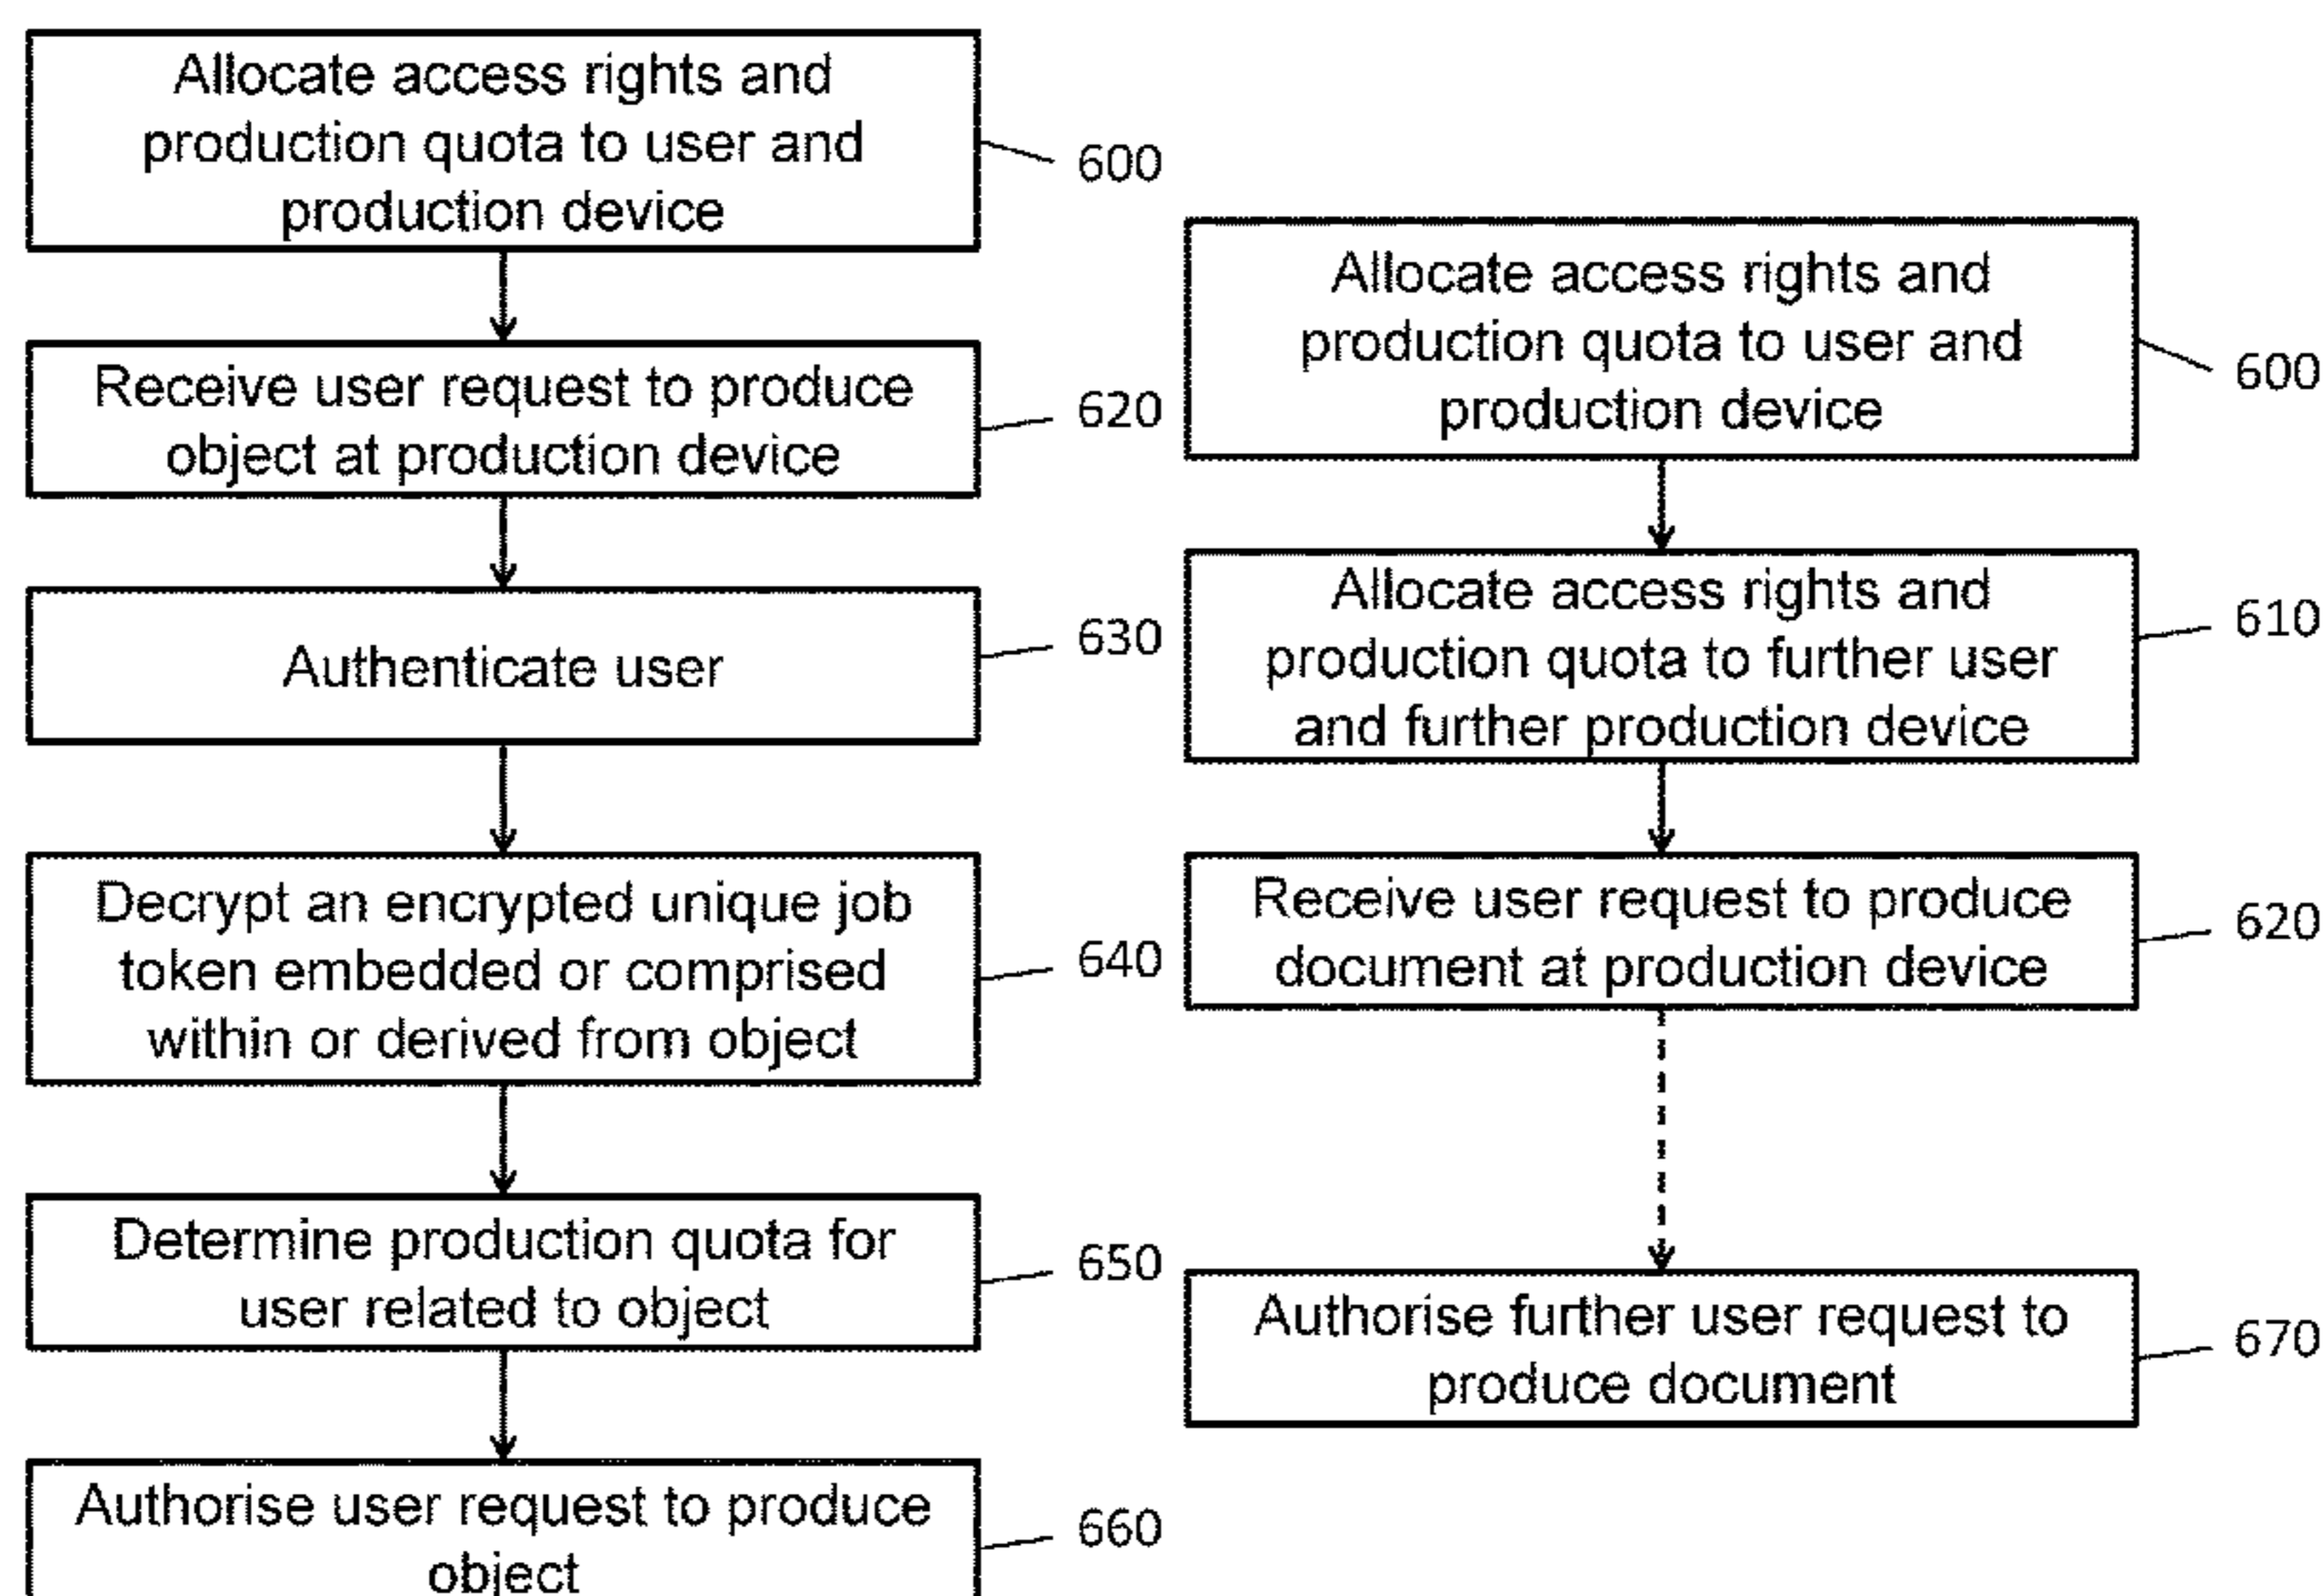 Allocate access rights and
production quota to user and
production device
600
Receive user request to produce
object at production device
620
Authenticate user
630
Decrypt an encrypted unique job
token embedded or comprised
within or derived from object
640
Determine production quota for
user related to object
650
Authorise user request to produce
object
660
Allocate access rights and
production quota to user and
production device
600
Allocate access rights and
production quota to further user
and further production device
610
Receive user request to produce
document at production device
620
Authorise further user request to
produce document
670